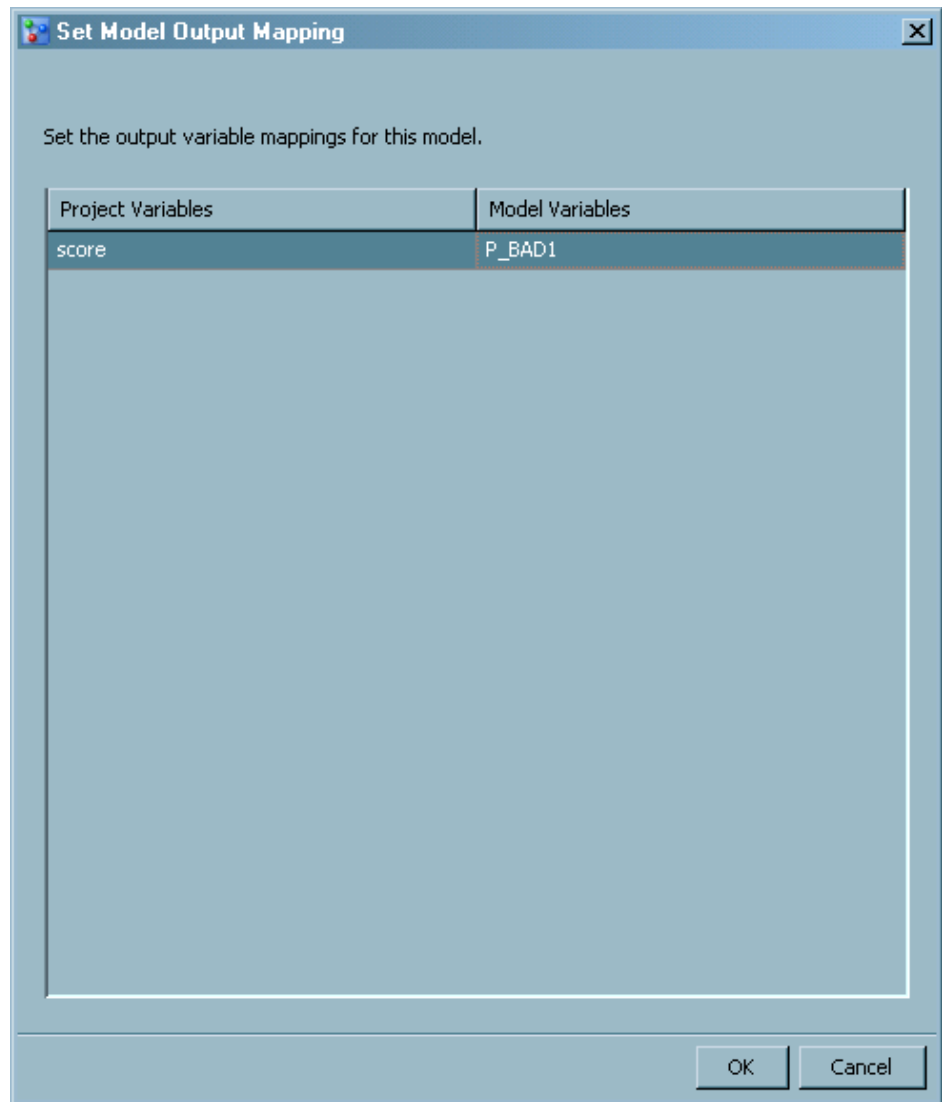 Set Model Output Mapping
Set the output variable mappings for this model.
Project Variables Model Variables
score P_BAD1
OK Cancel